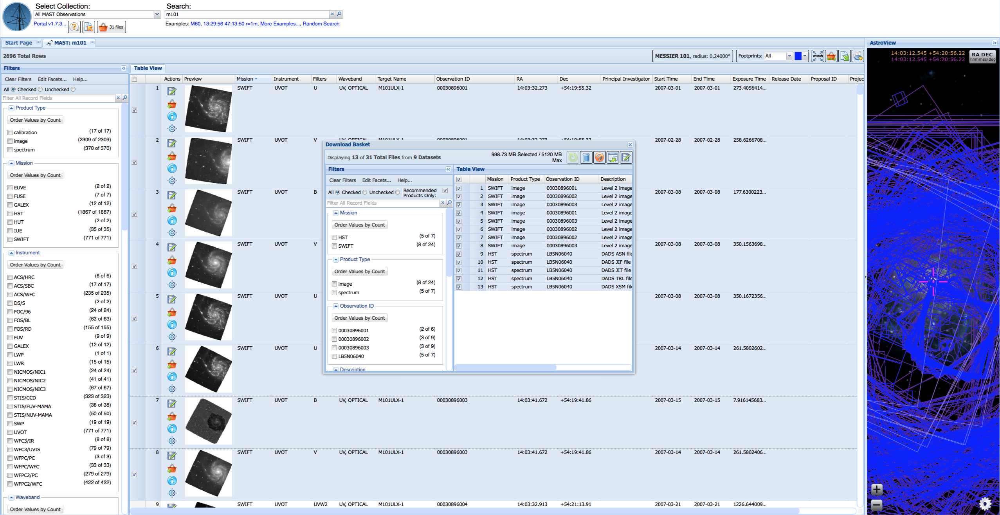 Select Collection:
Search:
All MAST Observations
m101
Portal v1.7.3...
31 files
Examples: M60, 13:29:56 47:13:50 r=1m, More Examples..., Random Search
Start Page
MAST: m101
AstroView
2696 Total Rows
MESSIER 101, radius: 0.24000°
Footprints: All
match
14:03:12.545 +54:20:56.22
14:03:12.545 +54:20:56.22
RA DEC
hhmmss/deg
Filters
Clear Filters Edit Facets... Help...
All Checked Unchecked
Filter All Record Fields
Product Type
Order Values by Count
calibration (17 of 17)
image (2309 of 2309)
spectrum (370 of 370)
Mission
Order Values by Count
EUVE (2 of 2)
FUSE (7 of 7)
GALEX (12 of 12)
HST (1867 of 1867)
HUT (2 of 2)
IUE (35 of 35)
SWIFT (771 of 771)
Instrument
Order Values by Count
ACS/HRC (6 of 6)
ACS/SBC (17 of 17)
ACS/WFC (235 of 235)
DS/S (2 of 2)
FOC/96 (24 of 24)
FOS/BL (63 of 63)
FOS/RD (155 of 155)
FUV (9 of 9)
GALEX (12 of 12)
LWP (1 of 1)
LWR (15 of 15)
NICMOS/NIC1 (24 of 24)
NICMOS/NIC2 (41 of 41)
NICMOS/NIC3 (67 of 67)
STIS/CCD (323 of 323)
STIS/FUV-MAMA (38 of 38)
STIS/NUV-MAMA (50 of 50)
SWP (19 of 19)
UVOT (771 of 771)
WFC3/IR (8 of 8)
WFC3/UVIS (79 of 79)
WFPC/PC (3 of 3)
WFPC/WFC (33 of 33)
WFPC2/PC (279 of 279)
WFPC2/WFC (422 of 422)
Waveband
Order Values by Count
Table View
Actions Preview Mission Instrument Filters Waveband Target Name Observation ID RA Dec Principal Investigator Start Time End Time Exposure Time Release Date Proposal ID Projec
1 SWIFT UVOT U UV, OPTICAL M101ULX-1 00030896001 14:03:32.273 +54:19:55.32 2007-03-01 2007-03-01 273.4056414...
2 SWIFT UVOT V UV, OPTICAL M101ULX-1 00030896001 14:03:32.273 +54:19:55.32 2007-02-28 2007-02-28 258.6266708...
3 SWIFT UVOT B 2007-03-08 2007-03-08 177.6300223...
4 SWIFT UVOT V 2007-03-08 2007-03-08 350.1563698...
5 SWIFT UVOT U 2007-03-08 2007-03-08 350.1672356...
6 SWIFT UVOT U 2007-03-14 2007-03-14 261.5802602...
7 SWIFT UVOT B UV, OPTICAL M101ULX-1 00030896003 14:03:41.672 +54:19:41.86 2007-03-15 2007-03-15 7.916145683...
8 SWIFT UVOT V UV, OPTICAL M101ULX-1 00030896003 14:03:41.672 +54:19:41.86 2007-03-14 2007-03-14 261.5802406...
9 SWIFT UVOT UVW2 UV, OPTICAL M101ULX-1 00030896004 14:03:32.913 +54:21:13.91 2007-03-21 2007-03-21 1226.644009...
Download Basket
Displaying 13 of 31 Total Files from 9 Datasets
998.73 MB Selected / 5120 MB
Max
Filters
Clear Filters Edit Facets... Help...
All Checked Unchecked Recommended
Products Only:
Filter All Record Fields
Mission
Order Values by Count
HST (5 of 7)
SWIFT (8 of 24)
Product Type
Order Values by Count
image (8 of 24)
spectrum (5 of 7)
Observation ID
Order Values by Count
00030896001 (2 of 6)
00030896002 (3 of 9)
00030896003 (3 of 9)
LB5N06040 (5 of 7)
Description
Table View
Mission Product Type Observation ID Description
1 SWIFT image 00030896001 Level 2 image
2 SWIFT image 00030896002 Level 2 image
3 SWIFT image 00030896003 Level 2 image
4 SWIFT image 00030896001 Level 2 image
5 SWIFT image 00030896003 Level 2 image
6 SWIFT image 00030896002 Level 2 image
7 SWIFT image 00030896002 Level 2 image
8 SWIFT image 00030896003 Level 2 image
9 HST spectrum LB5N06040 DADS ASN file
10 HST spectrum LB5N06040 DADS JIF file
11 HST spectrum LB5N06040 DADS JIT file
12 HST spectrum LB5N06040 DADS TRL file
13 HST spectrum LB5N06040 DADS XSM file